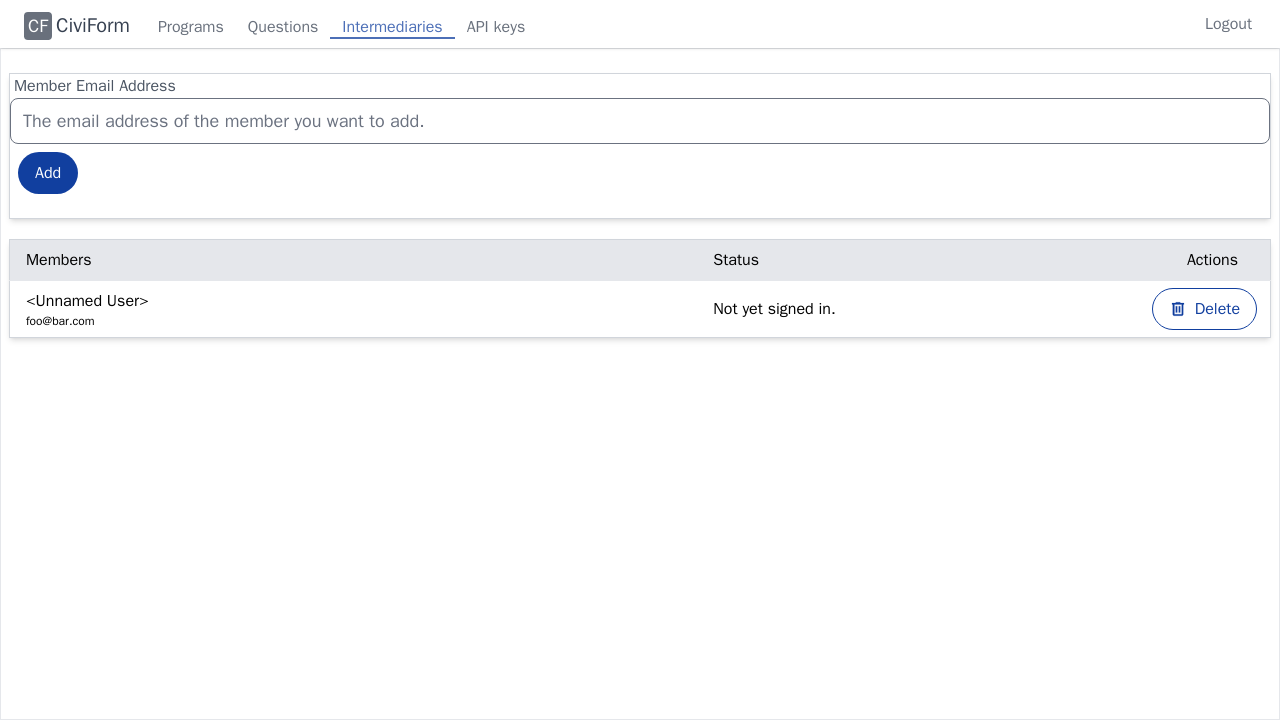 CF CiviForm Programs Questions Intermediaries API keys Logout
Member Email Address
The email address of the member you want to add.
Add
Members Status Actions
<Unnamed User>
foo@bar.com
Not yet signed in.
Delete